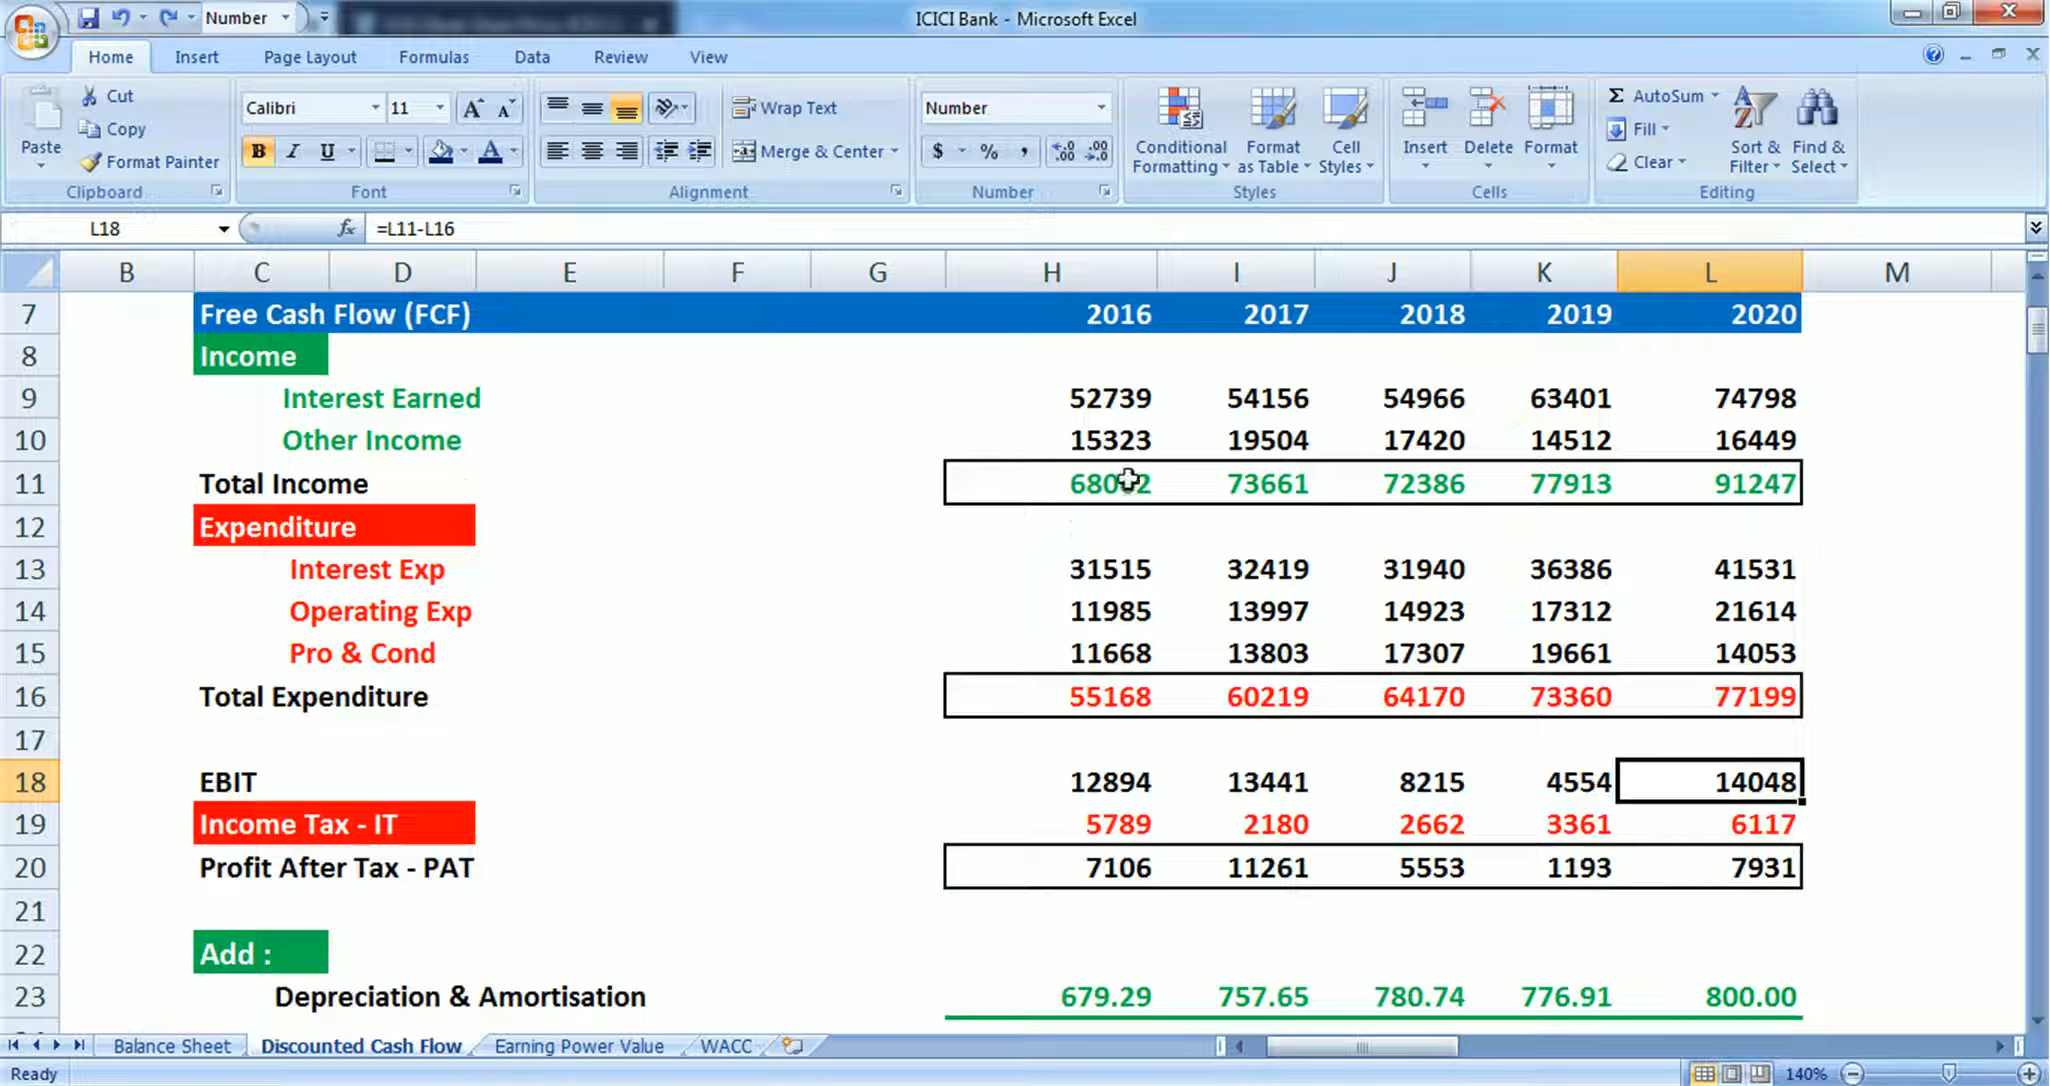 Number
ICICI Bank - Microsoft Excel
Home Insert Page Layout Formulas Data Review View
Paste
Cut
Copy
Format Painter
Clipboard
Calibri 11 A A
B I U A
Font
Wrap Text
Merge & Center
Alignment
Number
$ % , .0 .00 .00 .0
Number
Conditional Formatting
Format as Table
Cell Styles
Styles
Insert Delete Format
Cells
Σ AutoSum
Fill
Clear
Sort & Filter
Find & Select
Editing
L18 fx =L11-L16
B C D E F G H I J K L M
7 Free Cash Flow (FCF) 2016 2017 2018 2019 2020
8 Income
9 Interest Earned 52739 54156 54966 63401 74798
10 Other Income 15323 19504 17420 14512 16449
11 Total Income 73661 72386 77913 91247
12 Expenditure
13 Interest Exp 31515 32419 31940 36386 41531
14 Operating Exp 11985 13997 14923 17312 21614
15 Pro & Cond 11668 13803 17307 19661 14053
16 Total Expenditure 55168 60219 64170 73360 77199
17
18 EBIT 12894 13441 8215 4554 14048
19 Income Tax - IT 5789 2180 2662 3361 6117
20 Profit After Tax - PAT 7106 11261 5553 1193 7931
21
22 Add :
23 Depreciation & Amortisation 679.29 757.65 780.74 776.91 800.00
Balance Sheet Discounted Cash Flow Earning Power Value WACC
Ready 140%